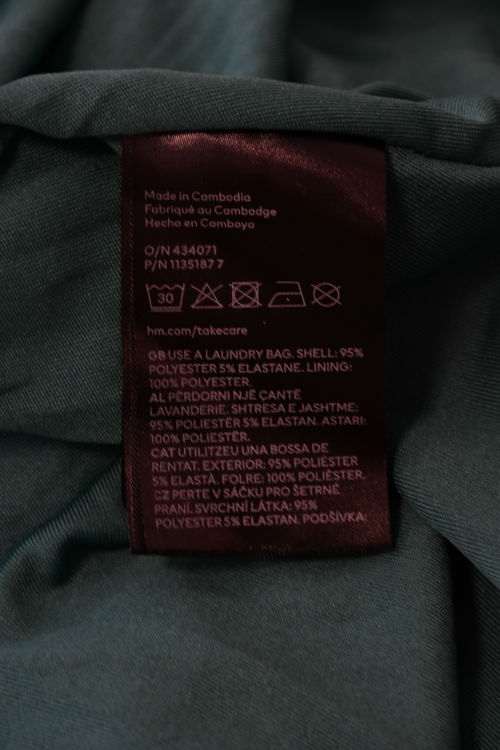 Made in Cambodia
Fabriqué au Cambodge
Hecho en Camboya
O/N 434071
P/N 1135187 7
30
hm.com/takecare
GB USE A LAUNDRY BAG. SHELL: 95%
POLYESTER 5% ELASTANE. LINING:
100% POLYESTER.
AL PËRDORNI NJË ÇANTË
LAVANDERIE. SHTRESA E JASHTME:
95% POLIESTËR 5% ELASTAN. ASTARI:
100% POLIESTËR.
CAT UTILITZEU UNA BOSSA DE
RENTAT. EXTERIOR: 95% POLIÈSTER
5% ELASTÀ. FOLRE: 100% POLIÈSTER.
CZ PERTE V SÁČKU PRO ŠETRNÉ
PRANÍ. SVRCHNÍ LÁTKA: 95%
POLYESTER 5% ELASTAN. PODŠÍVKA: